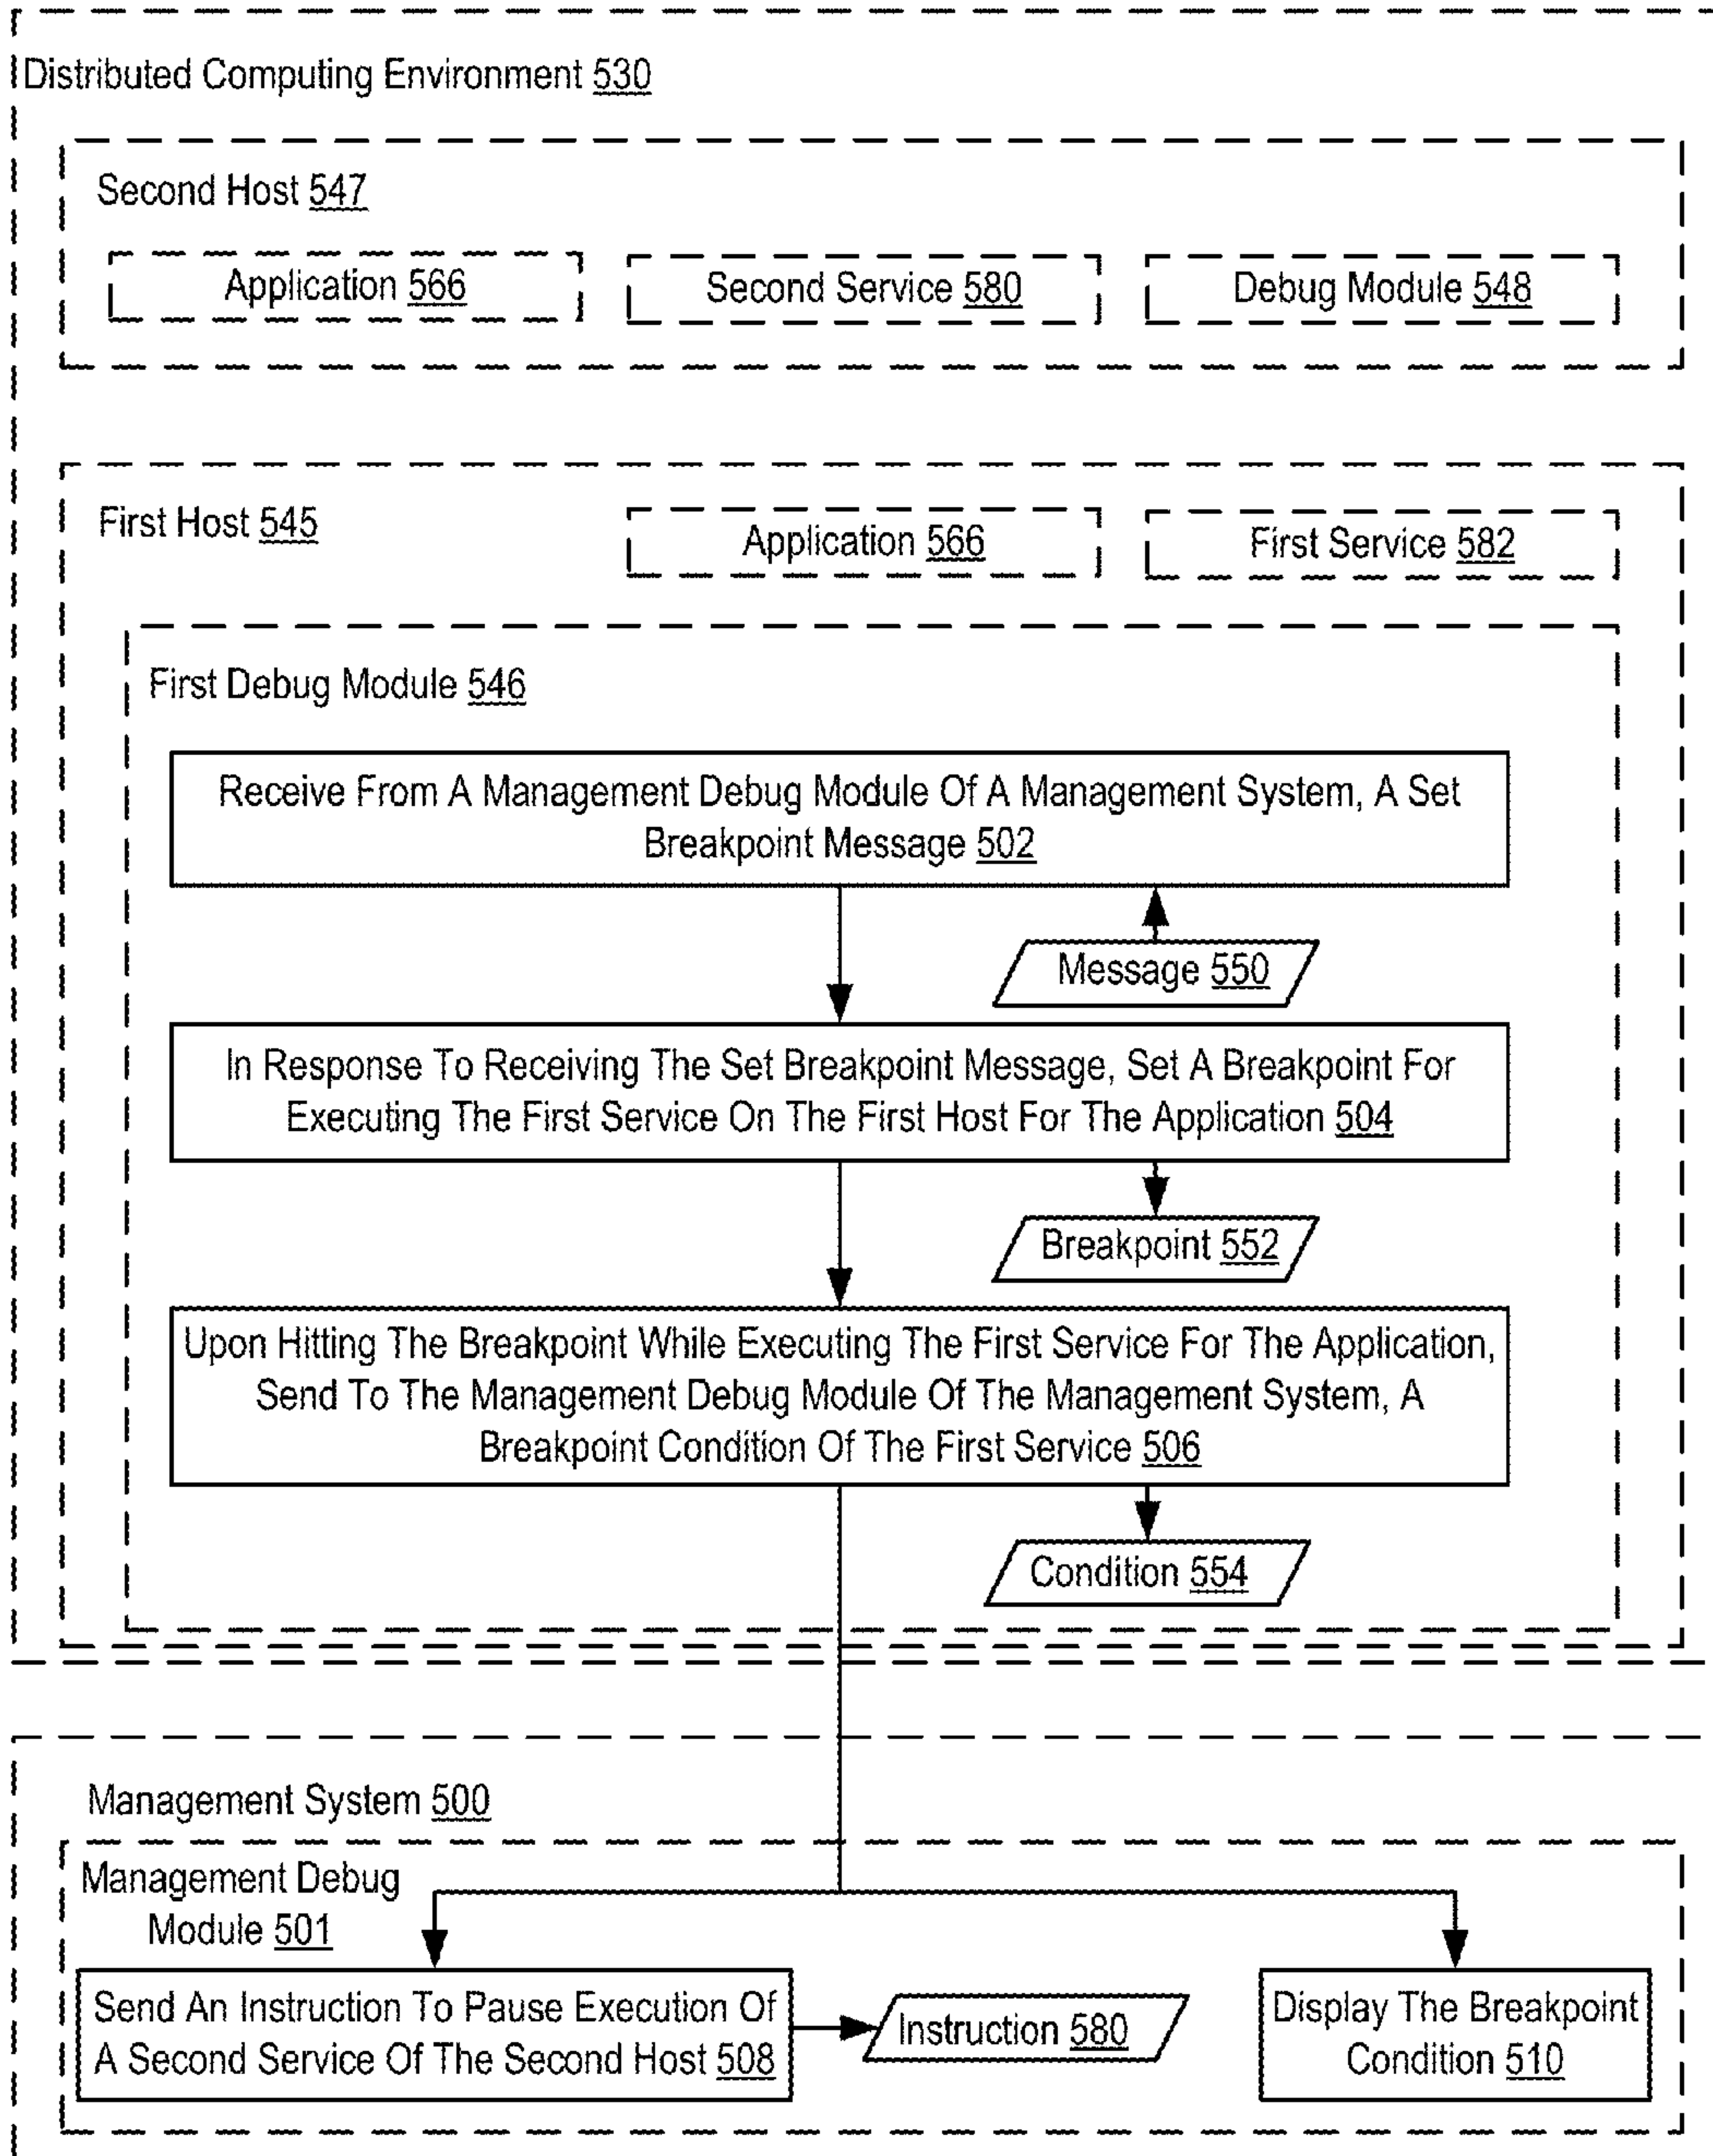 Distributed Computing Environment 530
Second Host 547
Application 566
Second Service 580
Debug Module 548
First Host 545
Application 566
First Service 582
First Debug Module 546
Receive From A Management Debug Module Of A Management System, A Set
Breakpoint Message 502
Message 550
In Response To Receiving The Set Breakpoint Message, Set A Breakpoint For
Executing The First Service On The First Host For The Application 504
Breakpoint 552
Upon Hitting The Breakpoint While Executing The First Service For The Application,
Send To The Management Debug Module Of The Management System, A
Breakpoint Condition Of The First Service 506
Condition 554
Management System 500
Management Debug
Module 501
Send An Instruction To Pause Execution Of
A Second Service Of The Second Host 508
Instruction 580
Display The Breakpoint
Condition 510